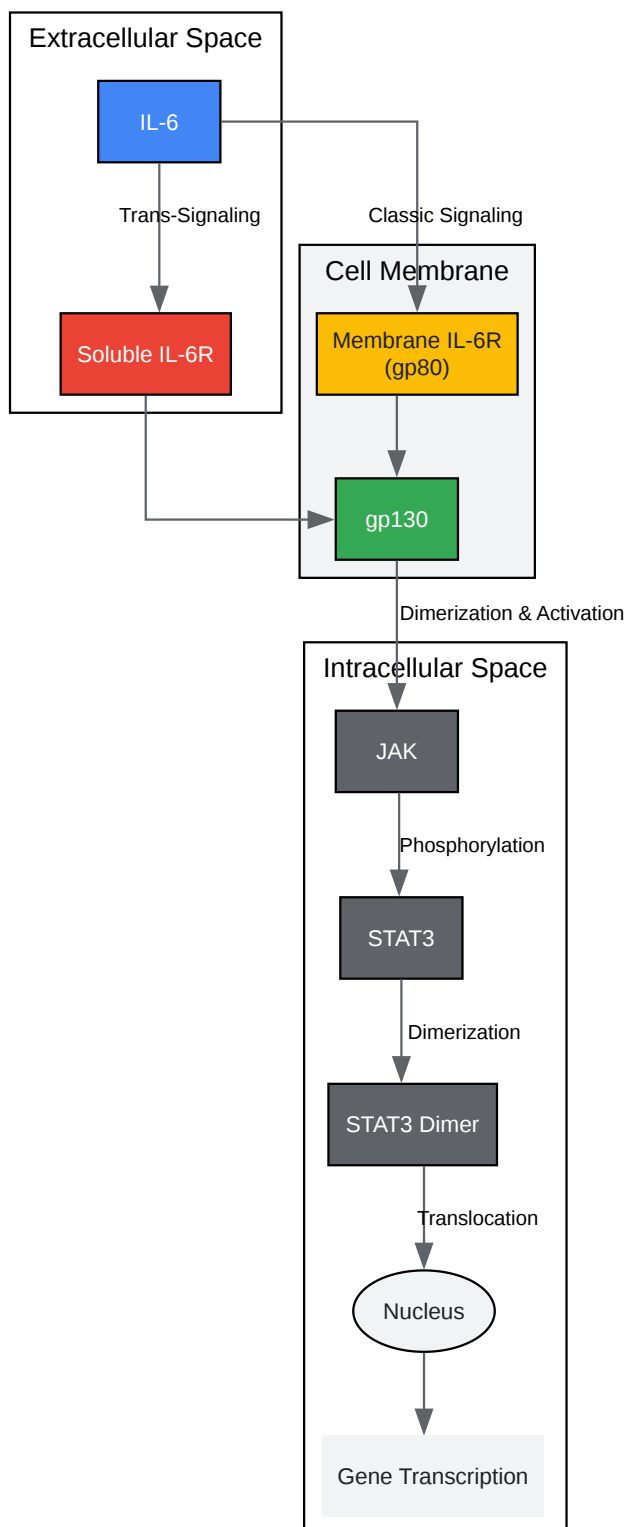 Extracellular Space
IL-6
Trans-Signaling
Classic Signaling
Cell Membrane
Soluble IL-6R
Membrane IL-6R
(gp80)
gp130
Dimerization & Activation
Intracellular Space
JAK
Phosphorylation
STAT3
Dimerization
STAT3 Dimer
Translocation
Nucleus
Gene Transcription